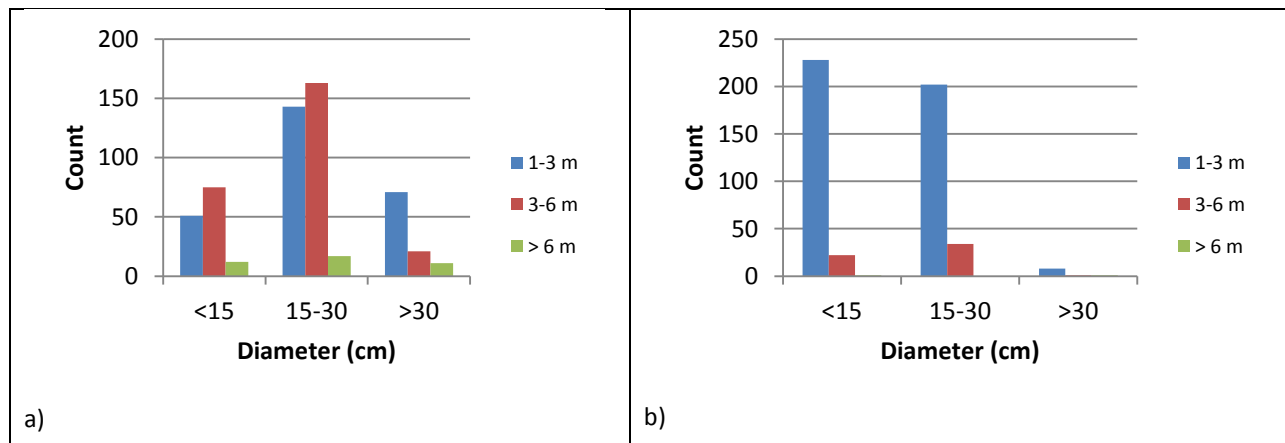 200
150
100
50
0
Count
<15 15-30 >30
Diameter (cm)
1-3 m
3-6 m
> 6 m
a)
250
200
150
100
50
0
Count
<15 15-30 >30
Diameter (cm)
1-3 m
3-6 m
> 6 m
b)